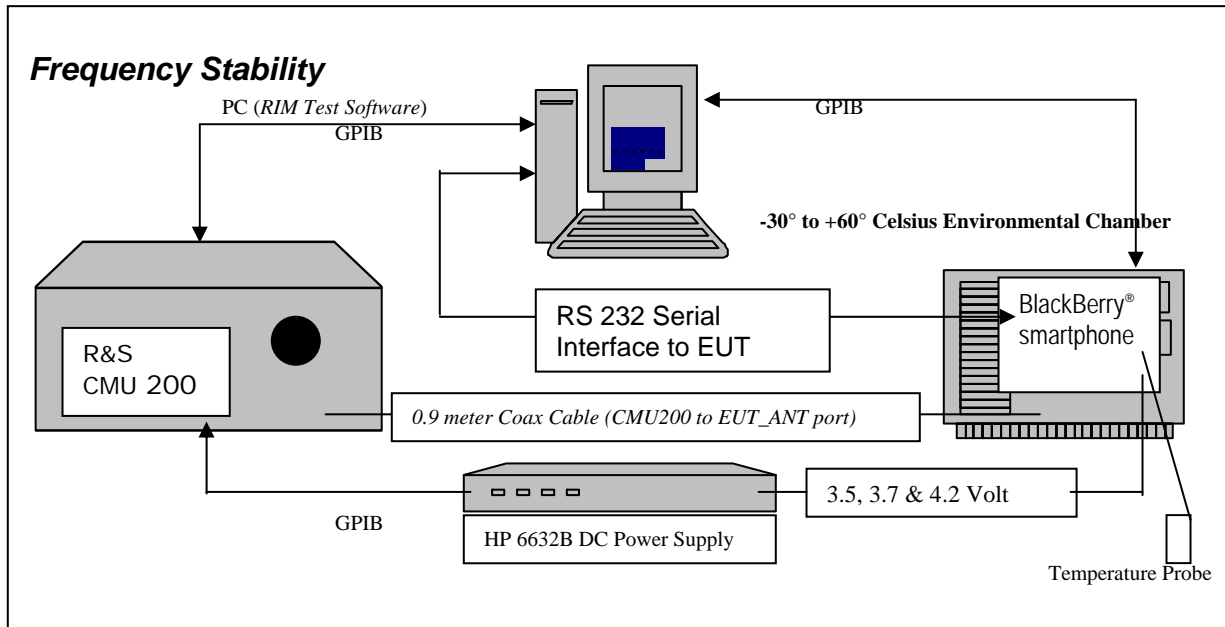 Frequency Stability
PC (RIM Test Software)
GPIB
GPIB
-30° to +60° Celsius Environmental Chamber
R&S
CMU 200
RS 232 Serial
Interface to EUT
BlackBerry®
smartphone
0.9 meter Coax Cable (CMU200 to EUT_ANT port)
3.5, 3.7 & 4.2 Volt
GPIB
HP 6632B DC Power Supply
Temperature Probe